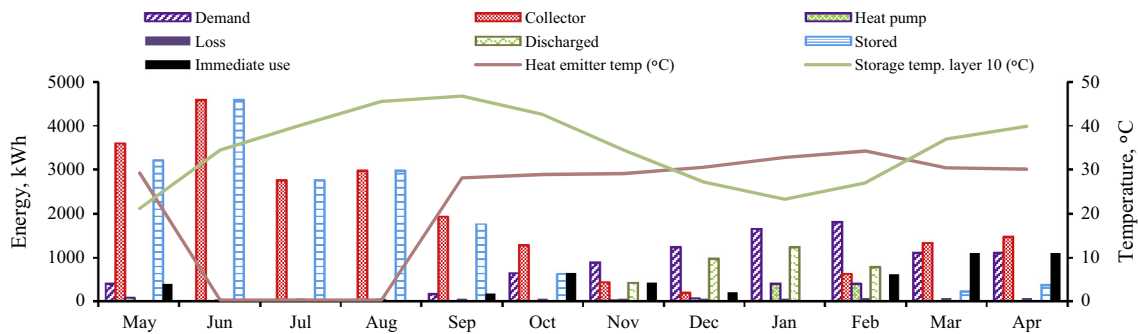 Demand Collector Heat pump
Loss Discharged Stored
Immediate use Heat emitter temp (°C) Storage temp. layer 10 (°C)
Energy, kWh
5000
4000
3000
2000
1000
0
50
40
30
20
10
0
Temperature, °C
May Jun Jul Aug Sep Oct Nov Dec Jan Feb Mar Apr